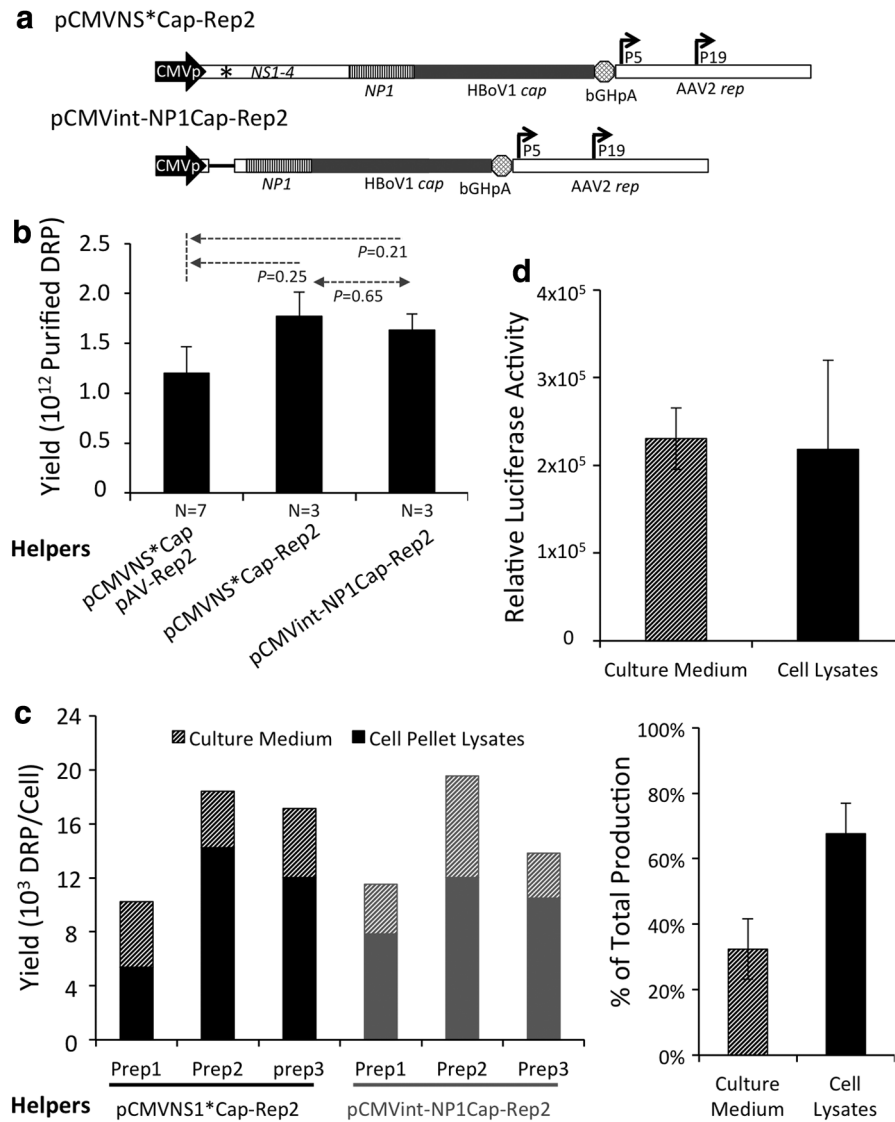 a
pCMVNS*Cap-Rep2
CMVp
*
NS1-4
NP1
HBoV1 cap
bGHpA
P5
P19
AAV2 rep
pCMVint-NP1Cap-Rep2
CMVp
NP1
HBoV1 cap
bGHpA
P5
P19
AAV2 rep
b
Yield (10¹² Purified DRP)
2.5
2.0
1.5
1.0
0.5
0
P=0.21
P=0.25
P=0.65
N=7
N=3
N=3
Helpers
pCMVNS*Cap
pAV-Rep2
pCMVNS*Cap-Rep2
pCMVint-NP1Cap-Rep2
d
Relative Luciferase Activity
4x10⁵
3x10⁵
2x10⁵
1x10⁵
0
Culture Medium
Cell Lysates
c
Yield (10³ DRP/Cell)
24
20
16
12
8
4
0
Culture Medium
Cell Pellet Lysates
Prep1
Prep2
prep3
Prep1
Prep2
Prep3
Helpers
pCMVNS1*Cap-Rep2
pCMVint-NP1Cap-Rep2
% of Total Production
100%
80%
60%
40%
20%
0%
Culture
Medium
Cell
Lysates